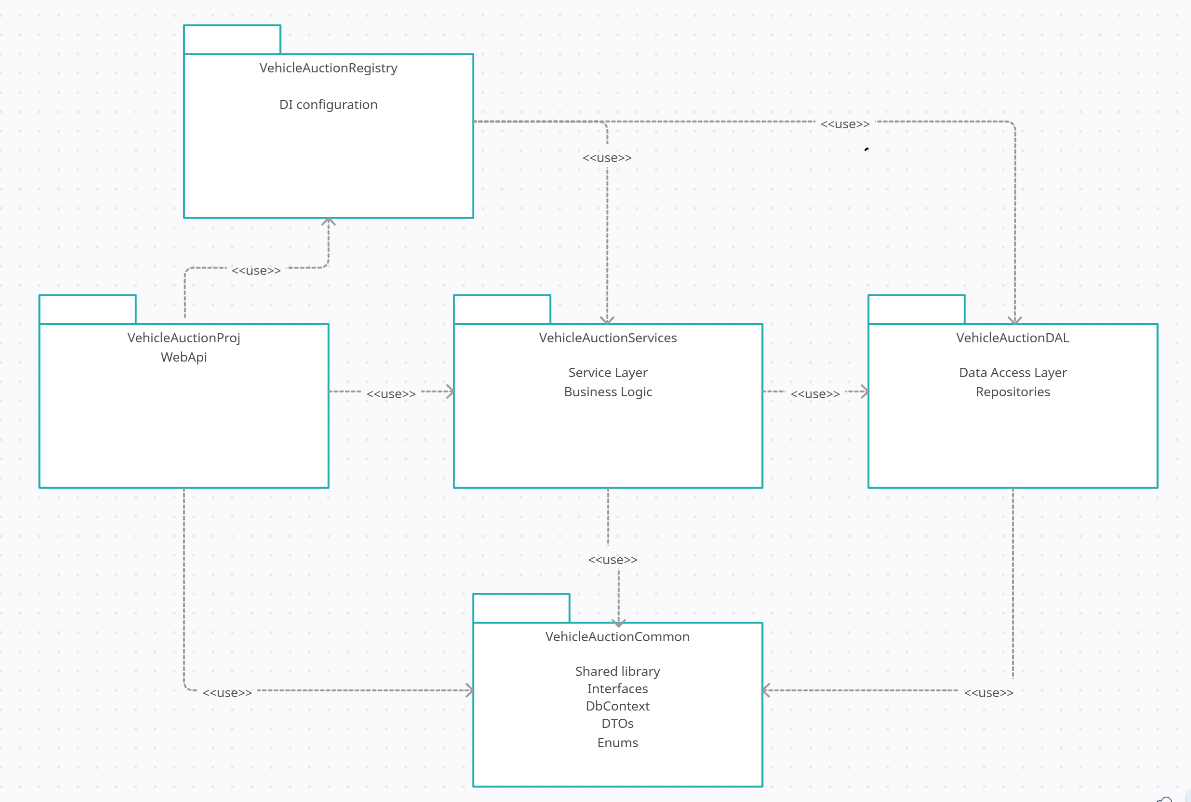 VehicleAuctionRegistry
DI configuration
<<use>>
<<use>>
<<use>>
VehicleAuctionProj
WebApi
<<use>>
VehicleAuctionServices
Service Layer
Business Logic
<<use>>
VehicleAuctionDAL
Data Access Layer
Repositories
<<use>>
VehicleAuctionCommon
Shared library
Interfaces
DbContext
DTOs
Enums
<<use>>
<<use>>